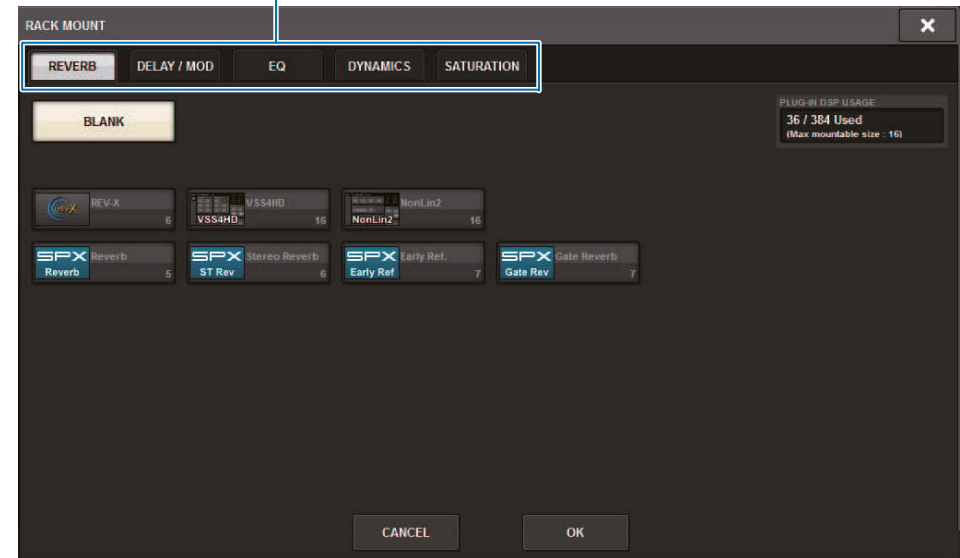 RACK MOUNT
REVERB DELAY / MOD EQ DYNAMICS SATURATION
BLANK
PLUG-IN DSP USAGE
36 / 384 Used
(Max mountable size : 16)
REV-X REV-X 6
VSS4HD VSS4HD 16
NonLin2 NonLin2 16
SPX Reverb Reverb 5
SPX ST Rev Stereo Reverb 6
SPX Early Ref Early Ref. 7
SPX Gate Rev Gate Reverb 7
CANCEL OK